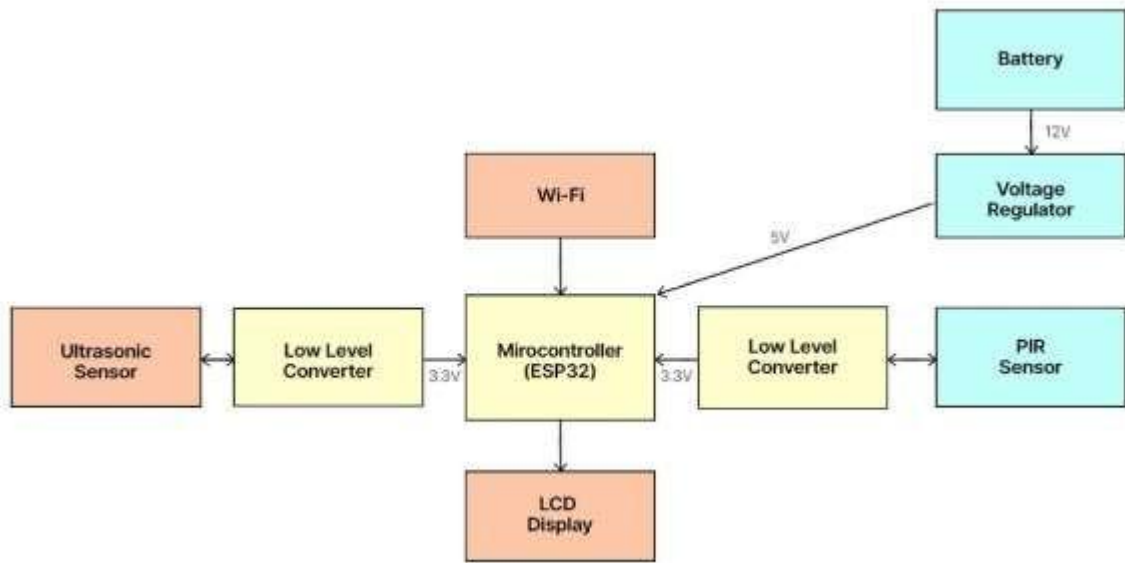 Battery
12V
Wi-Fi
Voltage
Regulator
5V
Ultrasonic
Sensor
Low Level
Converter
3.3V
Mirocontroller
(ESP32)
3.3V
Low Level
Converter
PIR
Sensor
LCD
Display